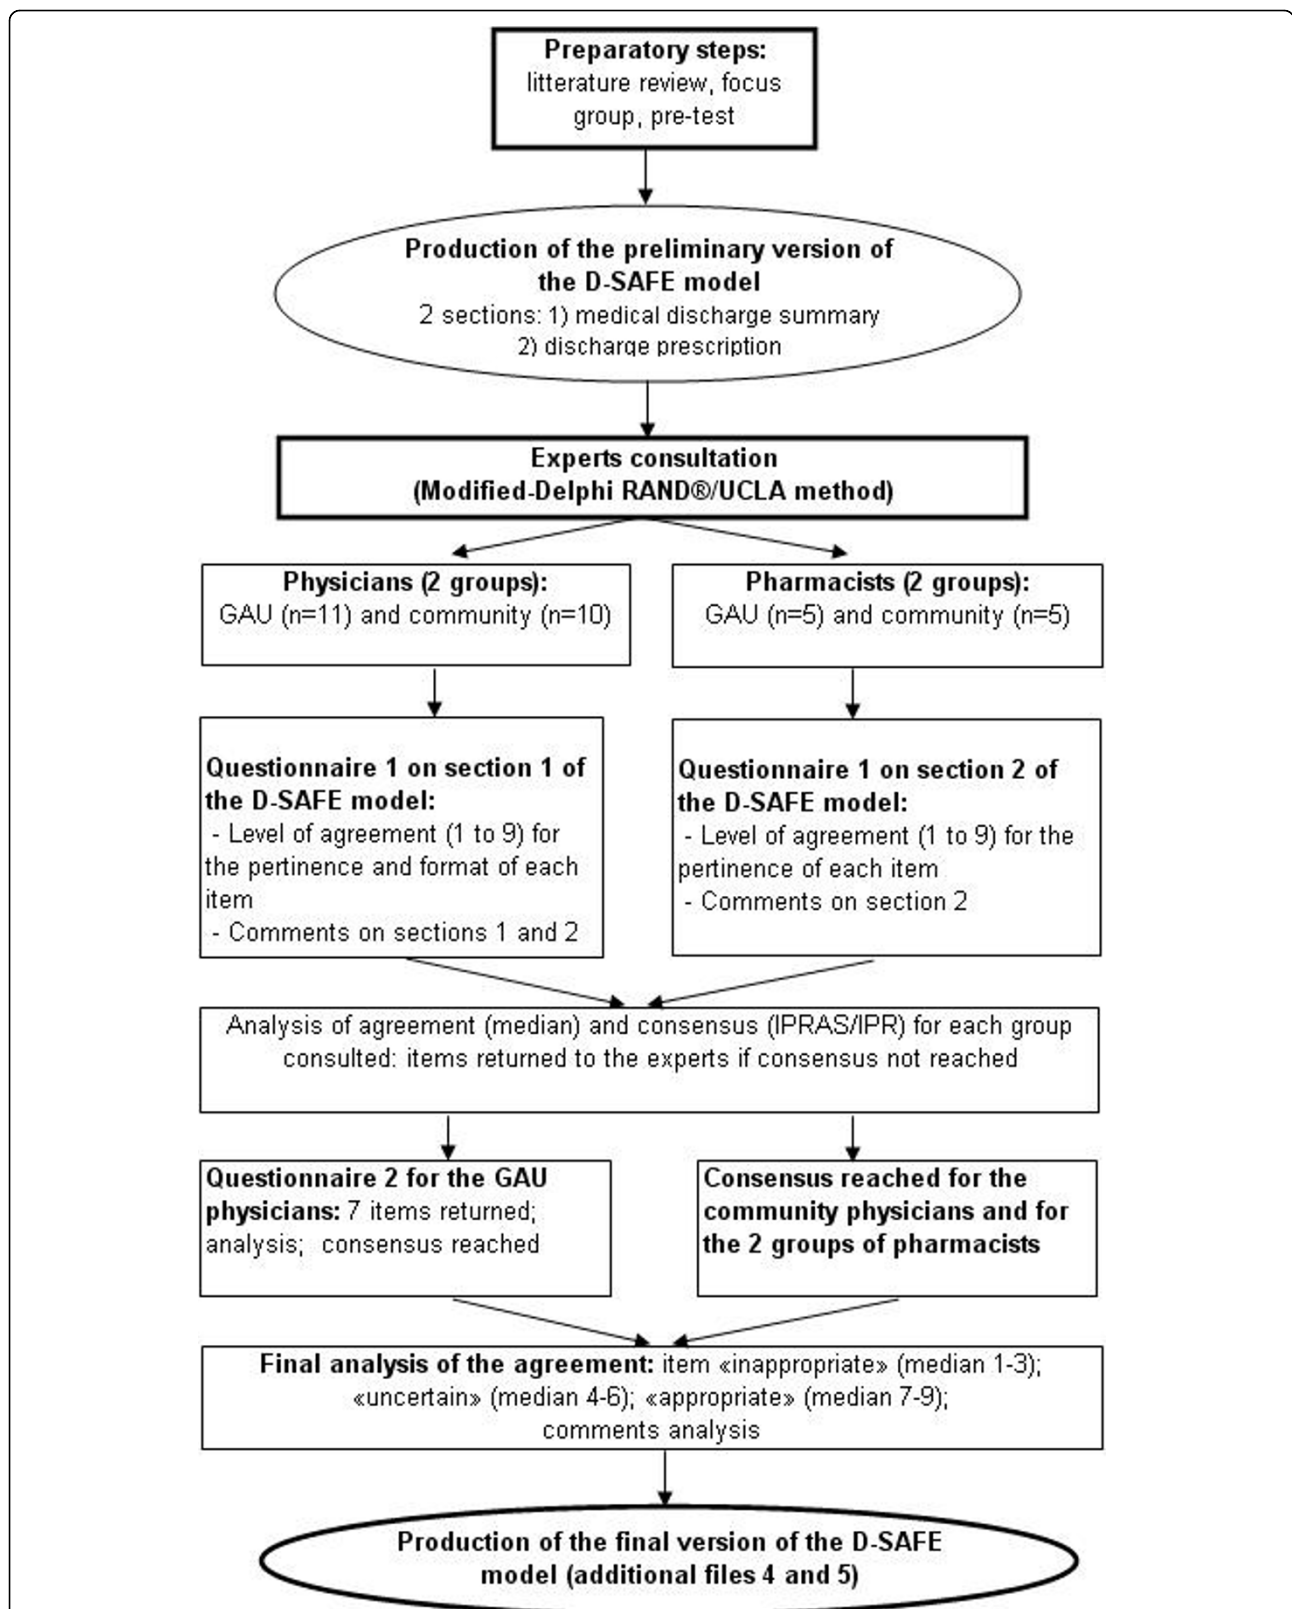 Preparatory steps:
litterature review, focus
group, pre-test
Production of the preliminary version of
the D-SAFE model
2 sections: 1) medical discharge summary
2) discharge prescription
Experts consultation
(Modified-Delphi RAND®/UCLA method)
Physicians (2 groups):
GAU (n=11) and community (n=10)
Pharmacists (2 groups):
GAU (n=5) and community (n=5)
Questionnaire 1 on section 1 of
the D-SAFE model:
- Level of agreement (1 to 9) for
the pertinence and format of each
item
- Comments on sections 1 and 2
Questionnaire 1 on section 2 of
the D-SAFE model:
- Level of agreement (1 to 9) for the
pertinence of each item
- Comments on section 2
Analysis of agreement (median) and consensus (IPRAS/IPR) for each group
consulted: items returned to the experts if consensus not reached
Questionnaire 2 for the GAU
physicians: 7 items returned;
analysis; consensus reached
Consensus reached for the
community physicians and for
the 2 groups of pharmacists
Final analysis of the agreement: item «inappropriate» (median 1-3);
«uncertain» (median 4-6); «appropriate» (median 7-9);
comments analysis
Production of the final version of the D-SAFE
model (additional files 4 and 5)